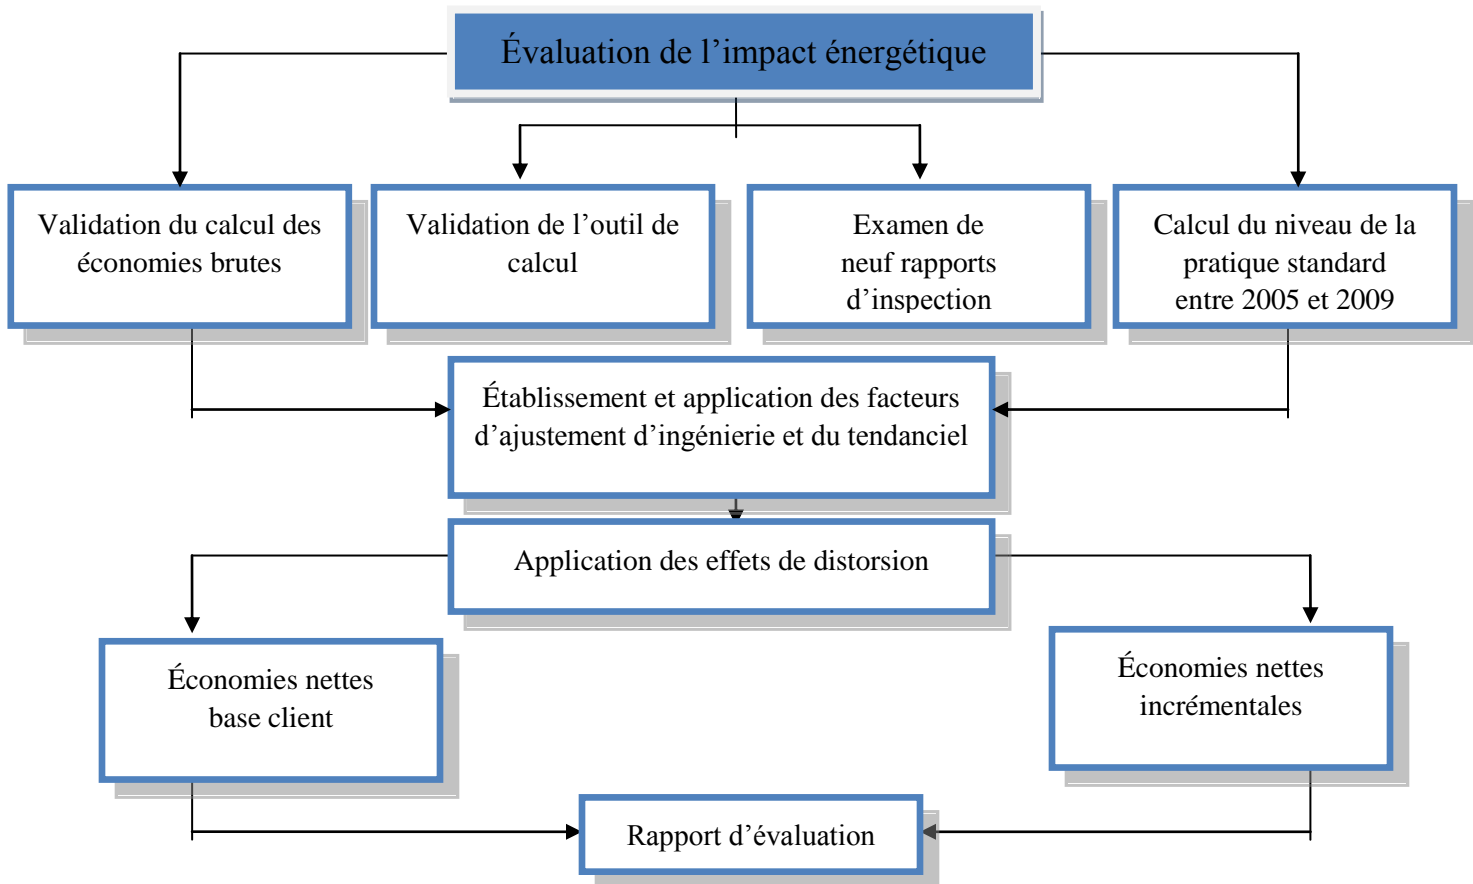 Évaluation de l’impact énergétique
Validation du calcul des
économies brutes
Validation de l’outil de
calcul
Examen de
neuf rapports
d’inspection
Calcul du niveau de la
pratique standard
entre 2005 et 2009
Établissement et application des facteurs
d’ajustement d’ingénierie et du tendanciel
Application des effets de distorsion
Économies nettes
base client
Économies nettes
incrémentales
Rapport d’évaluation